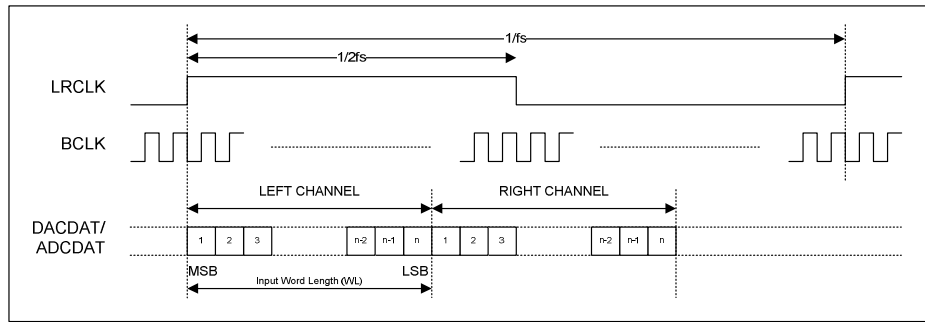 1/fs
1/2fs
LRCLK
BCLK
LEFT CHANNEL RIGHT CHANNEL
DACDAT/
ADCDAT
1 2 3 n-2 n-1 n 1 2 3 n-2 n-1 n
MSB LSB
Input Word Length (WL)